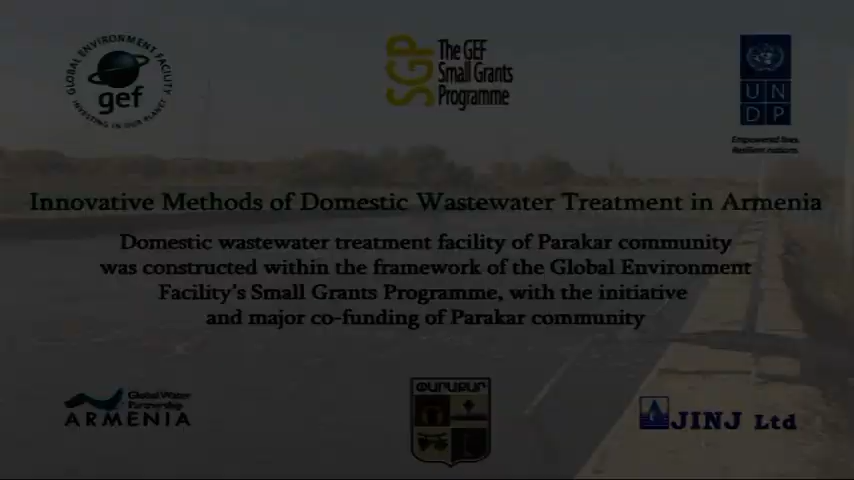 GLOBAL ENVIRONMENT FACILITY
gef
INVESTING IN OUR PLANET
SGP
The GEF
Small Grants
Programme
U N
D P
Empowered lives.
Resilient nations.
Innovative Methods of Domestic Wastewater Treatment in Armenia
Domestic wastewater treatment facility of Parakar community
was constructed within the framework of the Global Environment
Facility's Small Grants Programme, with the initiative
and major co-funding of Parakar community
Global Water
Partnership
ARMENIA
ՓԱՐԱՔԱՐ
JINJ Ltd